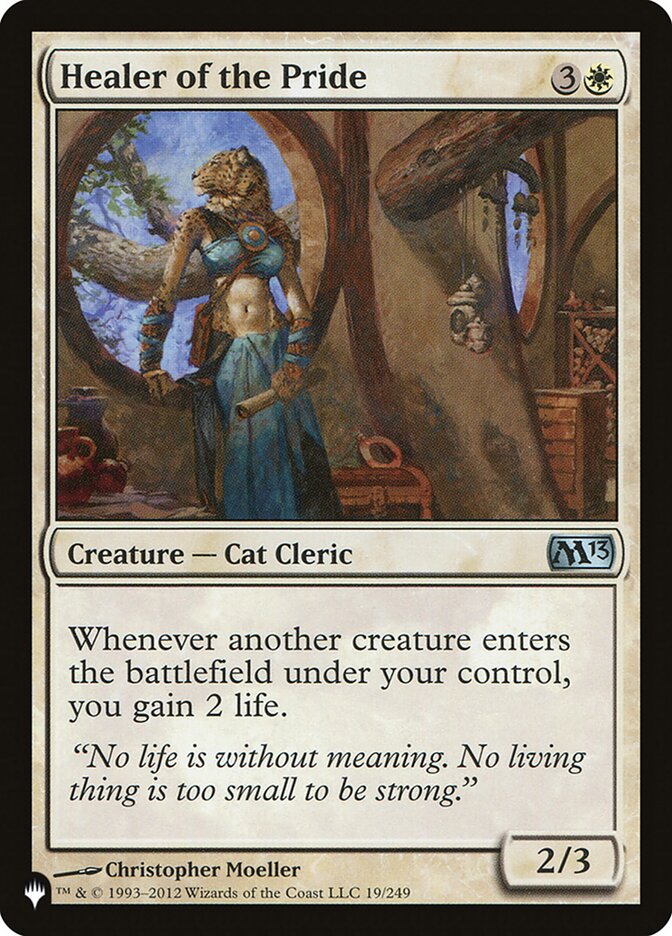 Healer of the Pride 3
Creature — Cat Cleric M13
Whenever another creature enters
the battlefield under your control,
you gain 2 life.
“No life is without meaning. No living
thing is too small to be strong.”
2/3
Christopher Moeller
™ & © 1993–2012 Wizards of the Coast LLC 19/249